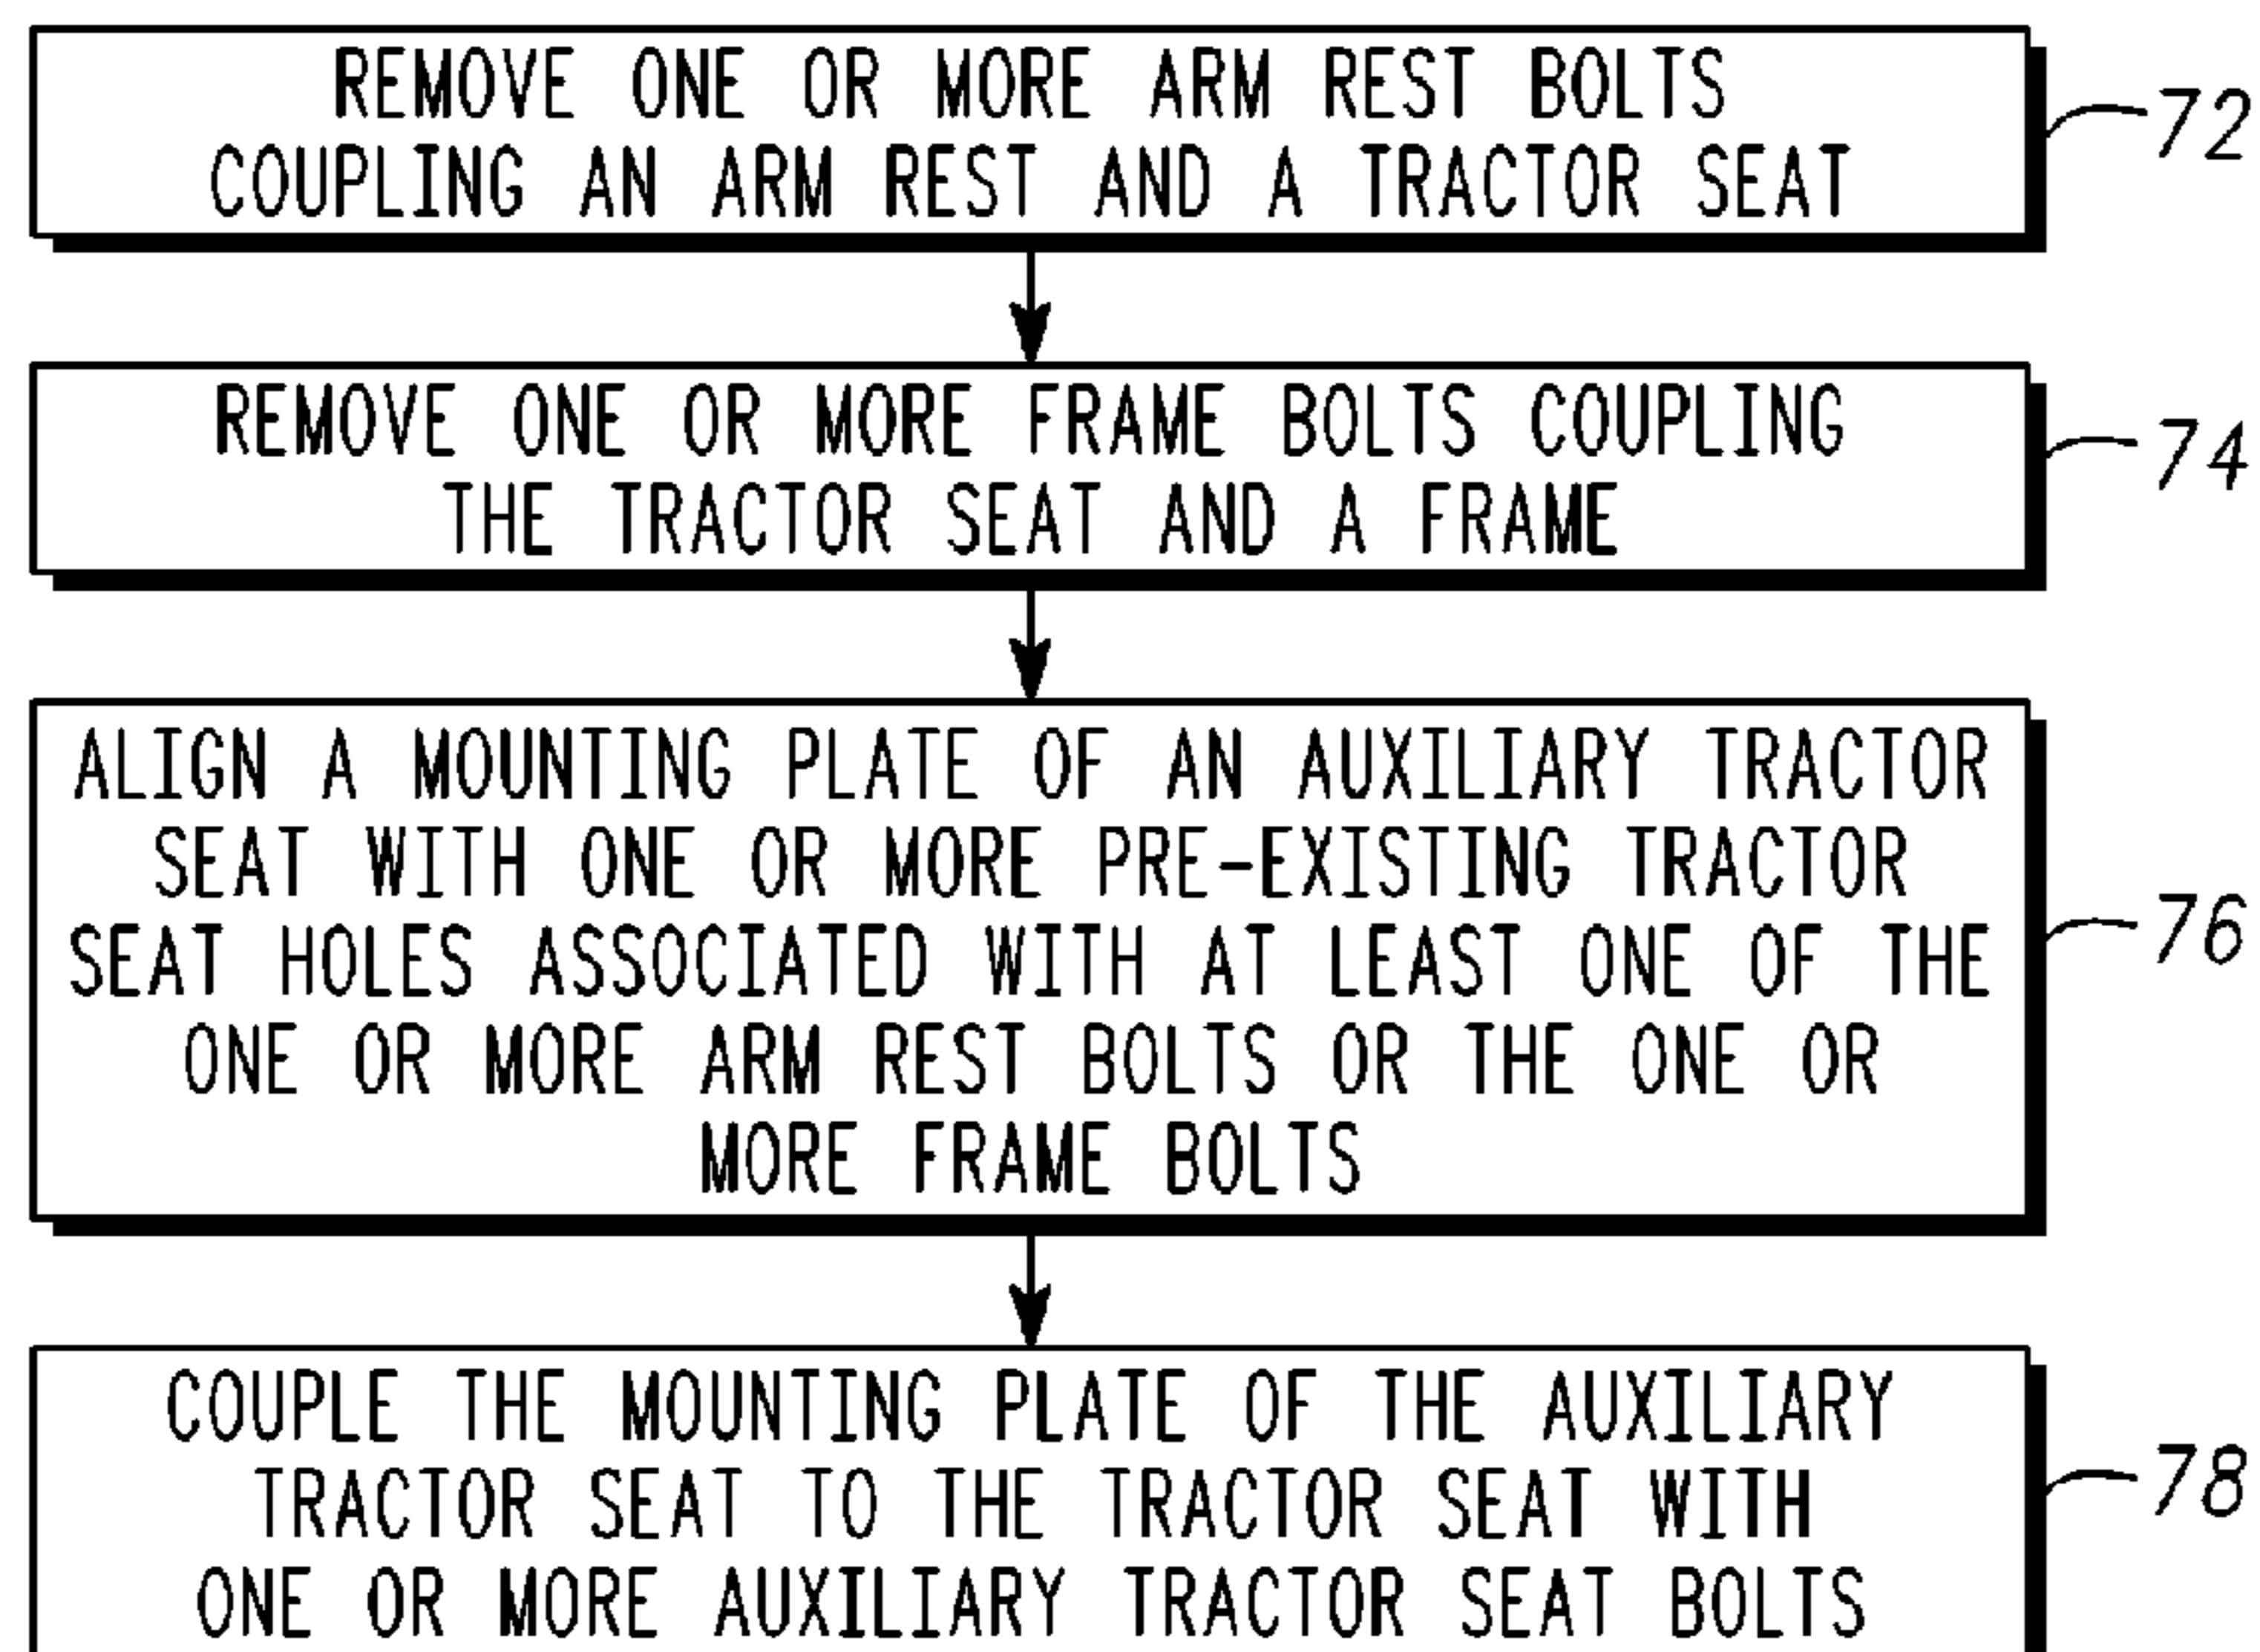 REMOVE ONE OR MORE ARM REST BOLTS
COUPLING AN ARM REST AND A TRACTOR SEAT
72
REMOVE ONE OR MORE FRAME BOLTS COUPLING
THE TRACTOR SEAT AND A FRAME
74
ALIGN A MOUNTING PLATE OF AN AUXILIARY TRACTOR
SEAT WITH ONE OR MORE PRE-EXISTING TRACTOR
SEAT HOLES ASSOCIATED WITH AT LEAST ONE OF THE
ONE OR MORE ARM REST BOLTS OR THE ONE OR
MORE FRAME BOLTS
76
COUPLE THE MOUNTING PLATE OF THE AUXILIARY
TRACTOR SEAT TO THE TRACTOR SEAT WITH
ONE OR MORE AUXILIARY TRACTOR SEAT BOLTS
78